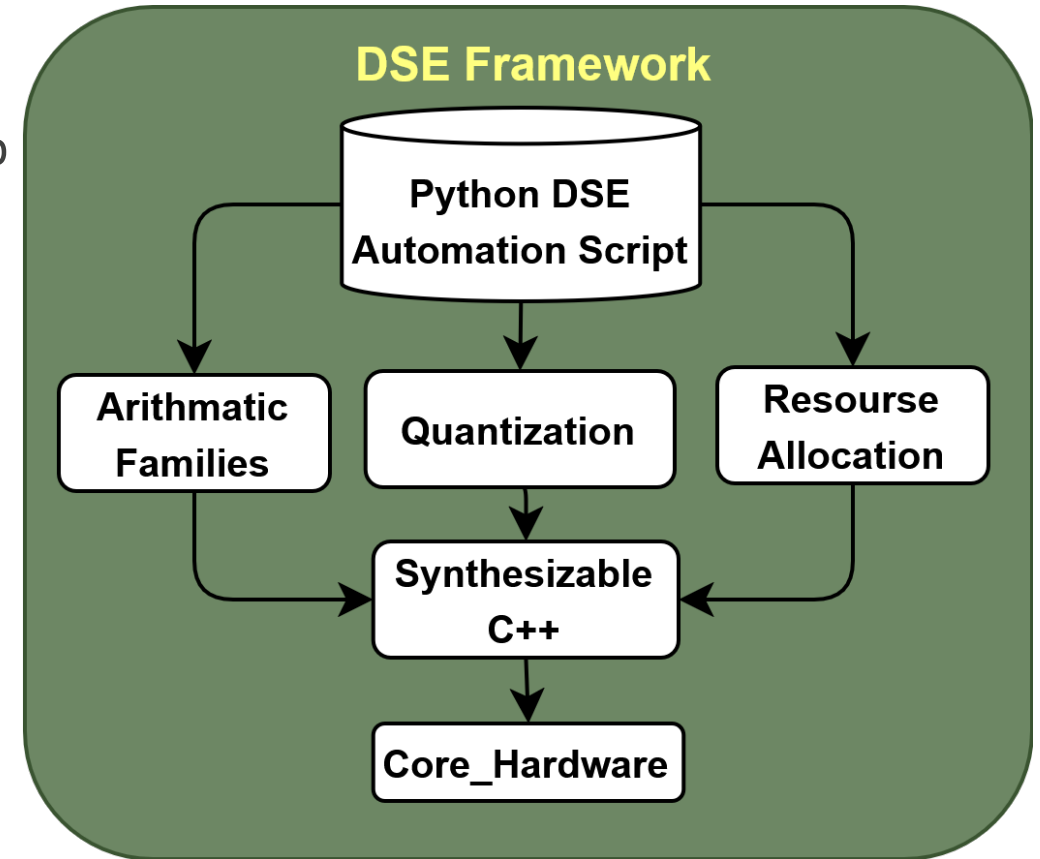 DSE Framework
Python DSE
Automation Script
Arithmatic
Families
Quantization
Resourse
Allocation
Synthesizable
C++
Core_Hardware